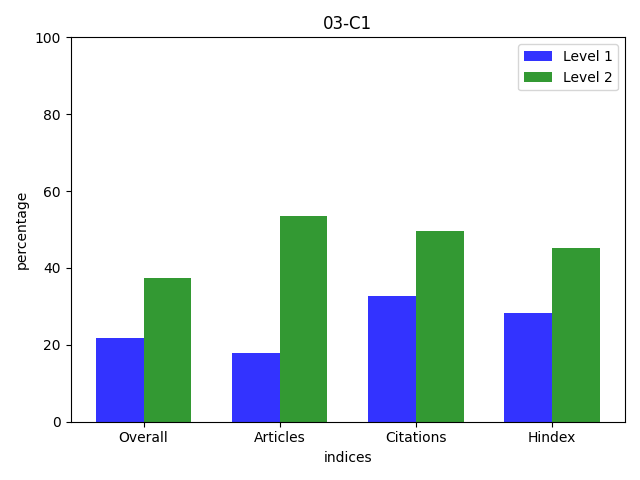 03-C1
100
80
60
40
20
0
percentage
Level 1
Level 2
Overall
Articles
Citations
Hindex
indices